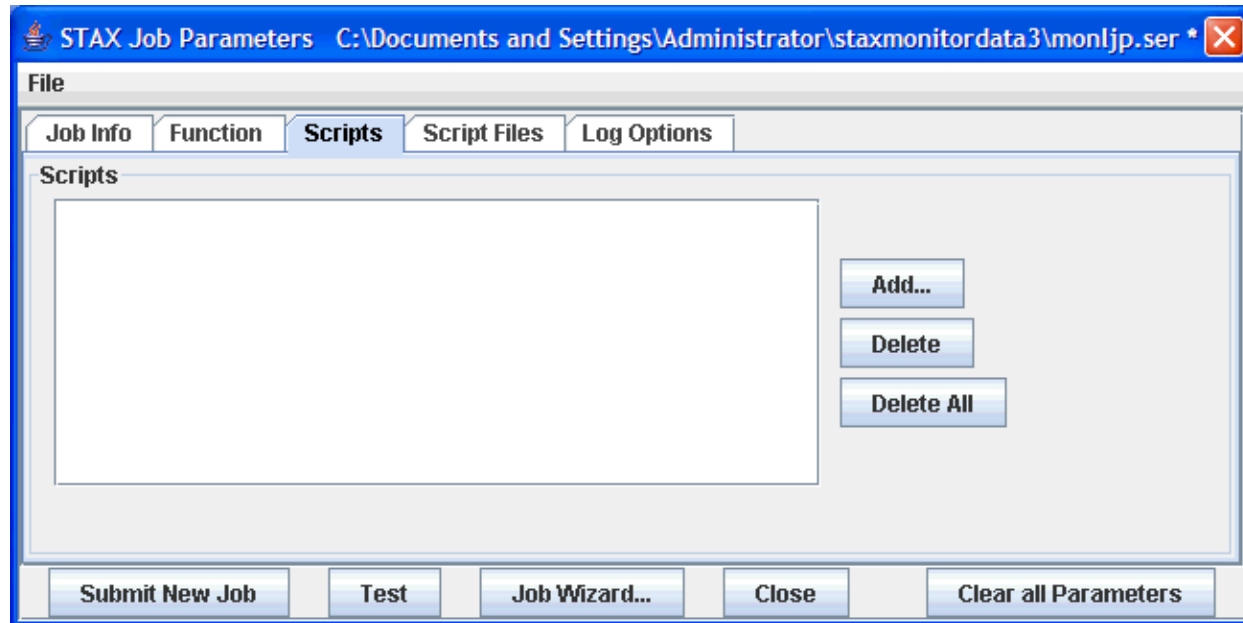 STAX Job Parameters C:\Documents and Settings\Administrator\staxmonitordata3\monljp.ser *
File
Job Info Function Scripts Script Files Log Options
Scripts
Add...
Delete
Delete All
Submit New Job Test Job Wizard... Close Clear all Parameters